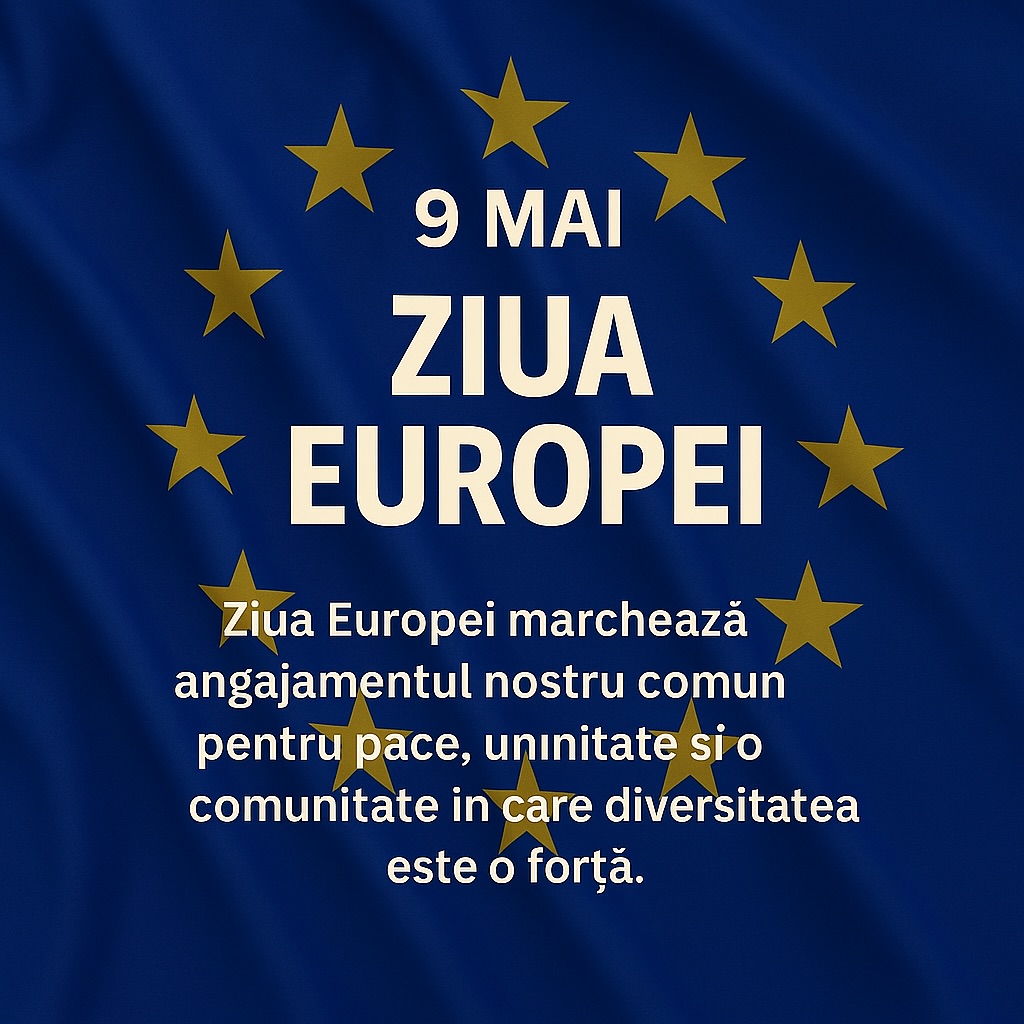 9 MAI
ZIUA
EUROPEI
Ziua Europei marchează
angajamentul nostru comun
pentru pace, unınitate si o
comunitate in care diversitatea
este o forță.